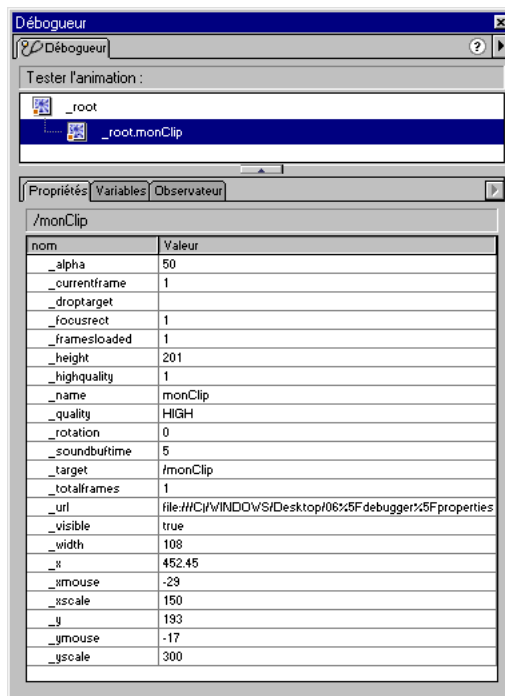 Débogueur
Débogueur
Tester l'animation :
_root
_root.monClip
Propriétés Variables Observateur
/monClip
nom Valeur
_alpha 50
_currentframe 1
_droptarget
_focusrect 1
_framesloaded 1
_height 201
_highquality 1
_name monClip
_quality HIGH
_rotation 0
_soundbuftime 5
_target /monClip
_totalframes 1
_url file:///C|/WINDOWS/Desktop/06%5Fdebugger%5Fproperties
_visible true
_width 108
_x 452.45
_xmouse -29
_xscale 150
_y 193
_ymouse -17
_yscale 300